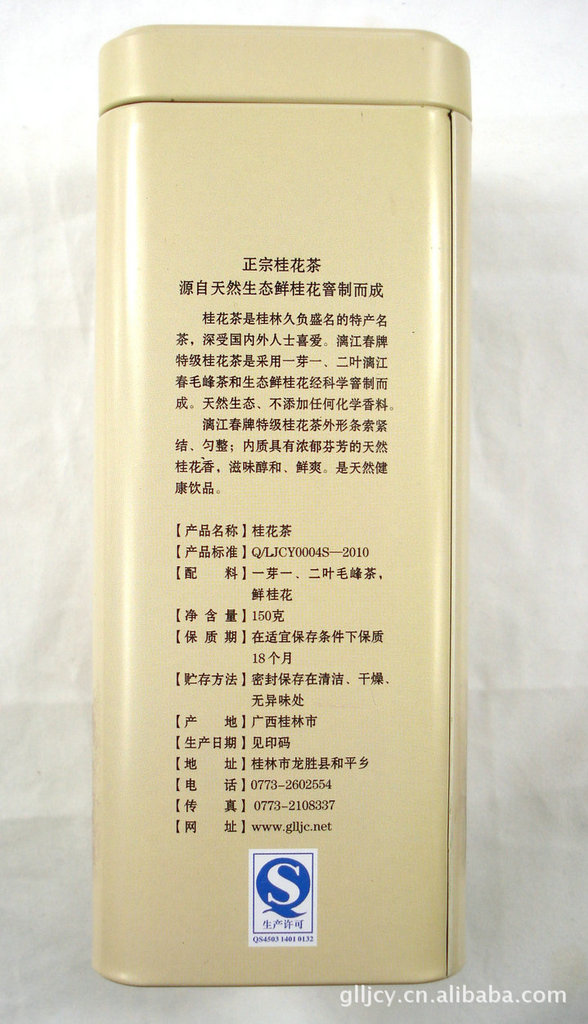 正宗桂花茶
源自天然生态鲜桂花窨制而成
桂花茶是桂林久负盛名的特产名
茶，深受国内外人士喜爱。漓江春牌
特级桂花茶是采用一芽一、二叶漓江
春毛峰茶和生态鲜桂花经科学窨制而
成。天然生态、不添加任何化学香料。
漓江春牌特级桂花茶外形条索紧
结、匀整；内质具有浓郁芬芳的天然
桂花香，滋味醇和、鲜爽。是天然健
康饮品。
【产品名称】桂花茶
【产品标准】Q/LJCY0004S—2010
【配 料】一芽一、二叶毛峰茶，
鲜桂花
【净 含 量】150克
【保 质 期】在适宜保存条件下保质
18个月
【贮存方法】密封保存在清洁、干燥、
无异味处
【产 地】广西桂林市
【生产日期】见印码
【地 址】桂林市龙胜县和平乡
【电 话】0773-2602554
【传 真】0773-2108337
【网 址】www.glljc.net
生产许可
QS4503 1401 0132
glljcy.cn.alibaba.com